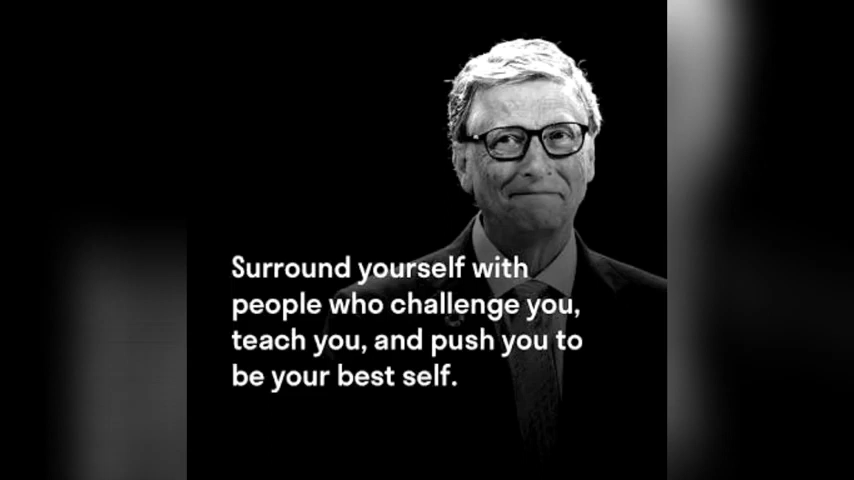 Surround yourself with
people who challenge you,
teach you, and push you to
be your best self.